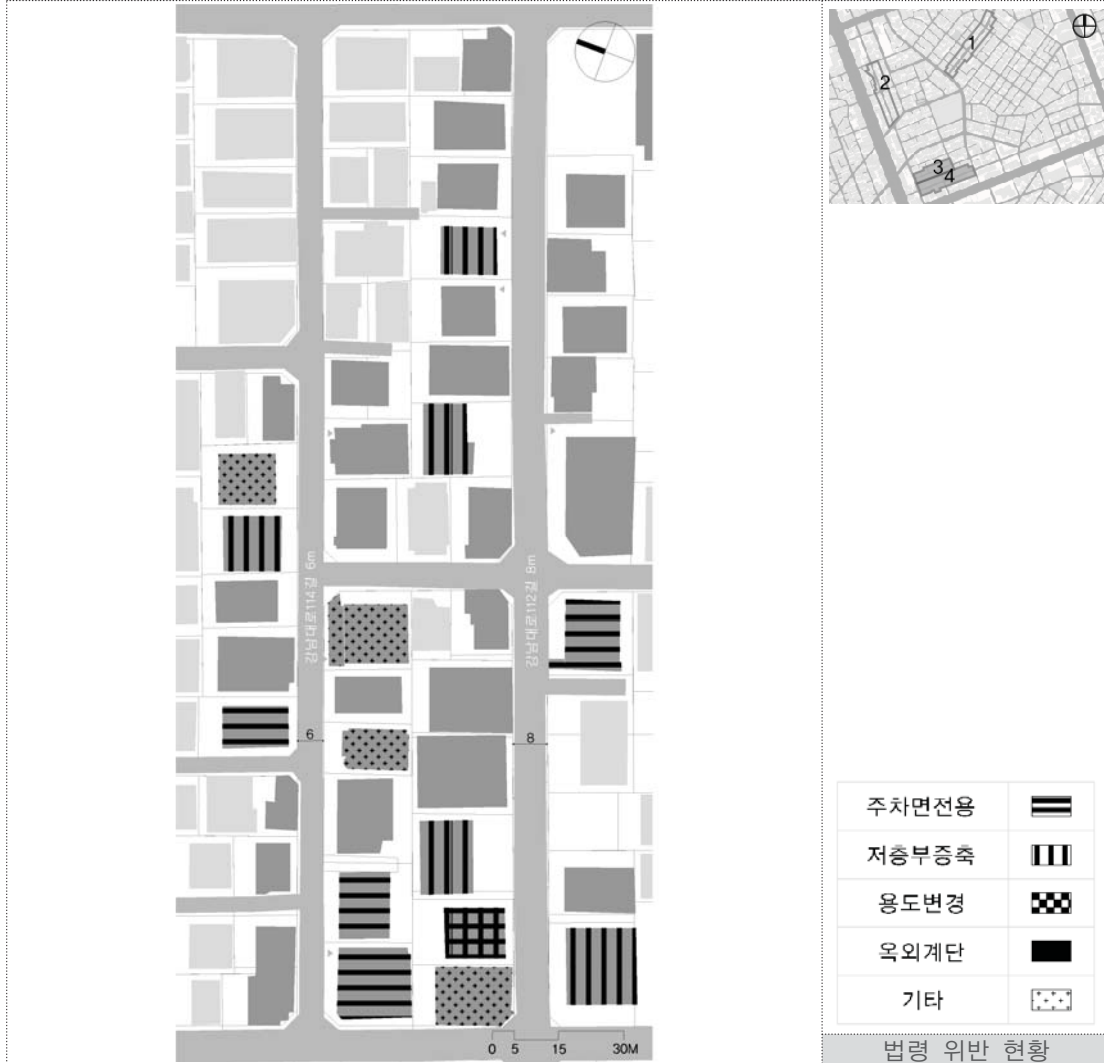 강남대로114길 6m
강남대로112길 8m
6
8
0 5 15 30M
1
2
3
4
주차면전용
저층부증축
용도변경
옥외계단
기타
법령 위반 현황